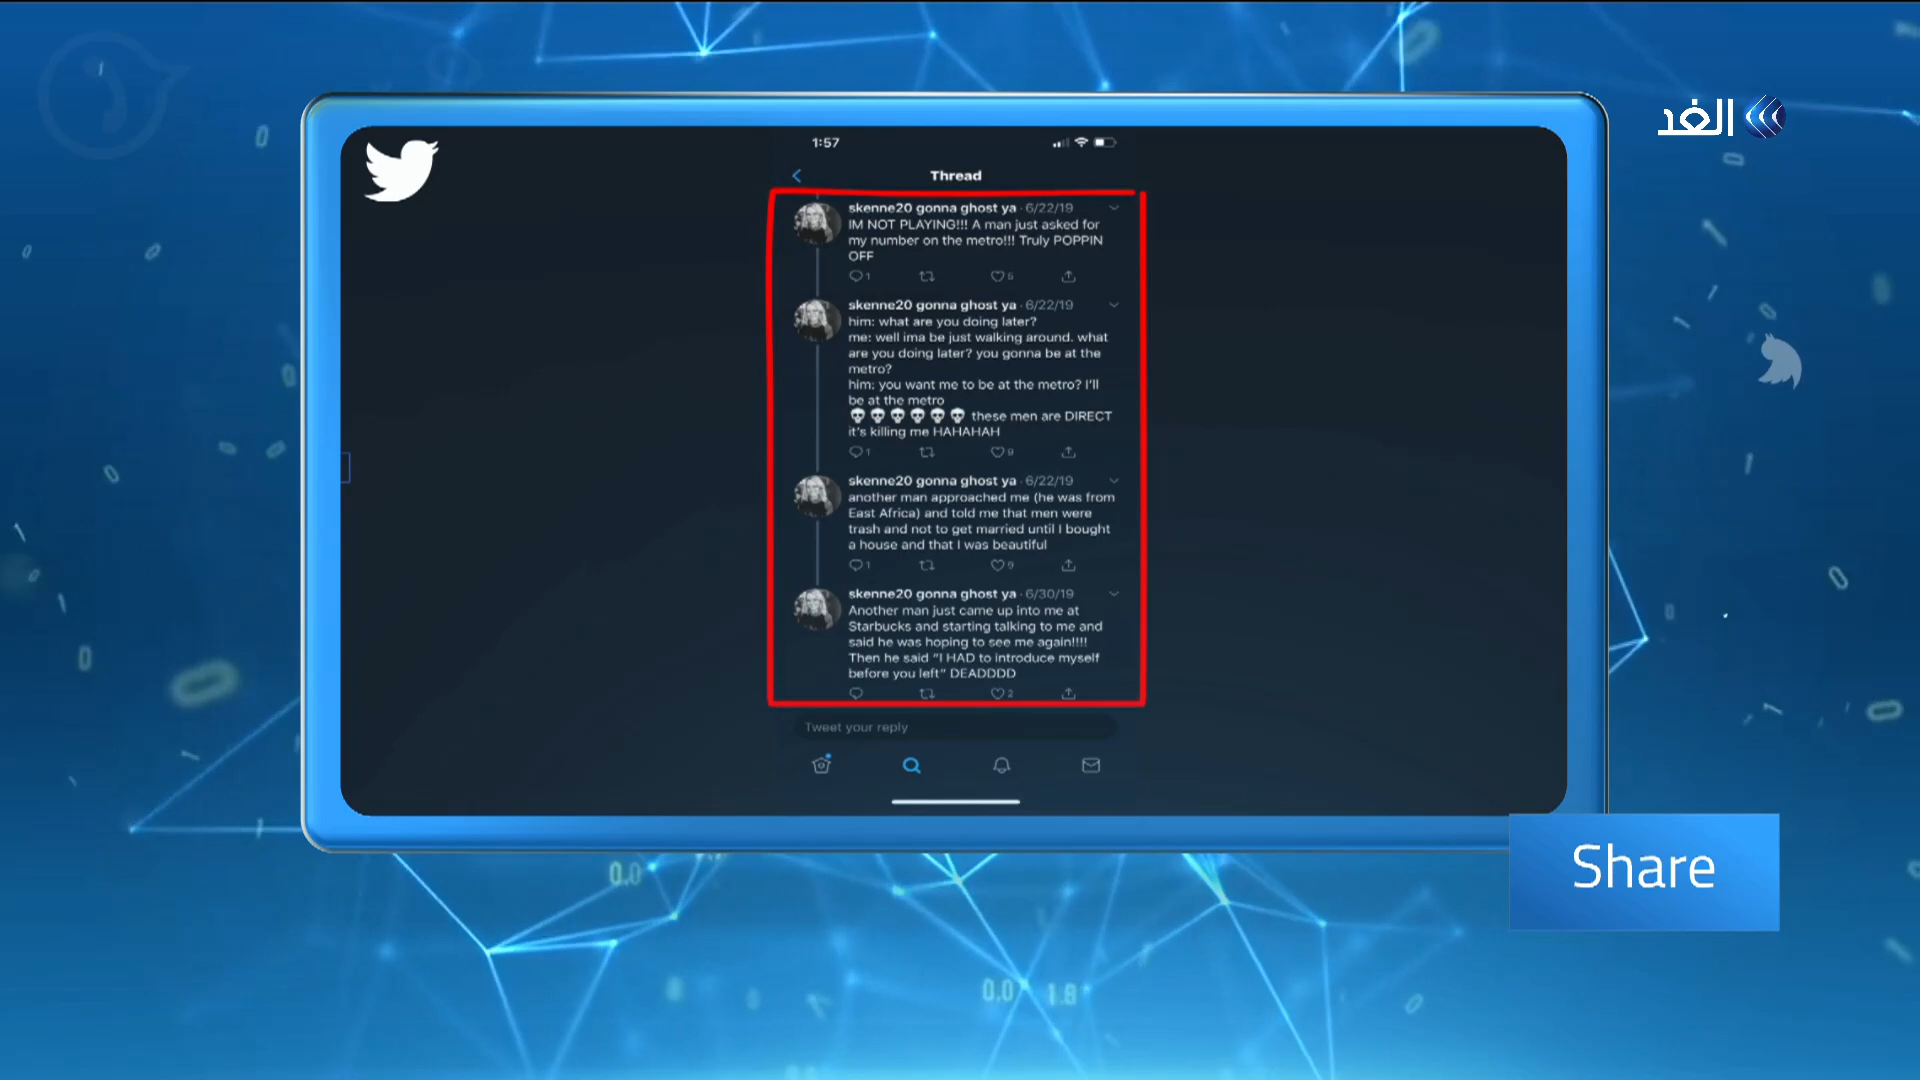 الغد
1:57
Thread
skenne20 gonna ghost ya · 6/22/19
IM NOT PLAYING!!! A man just asked for
my number on the metro!!! Truly POPPIN
OFF
1 5
skenne20 gonna ghost ya · 6/22/19
him: what are you doing later?
me: well ima be just walking around. what
are you doing later? you gonna be at the
metro?
him: you want me to be at the metro? I'll
be at the metro
💀💀💀💀💀💀 these men are DIRECT
it's killing me HAHAHAH
1 9
skenne20 gonna ghost ya · 6/22/19
another man approached me (he was from
East Africa) and told me that men were
trash and not to get married until I bought
a house and that I was beautiful
1 9
skenne20 gonna ghost ya · 6/30/19
Another man just came up into me at
Starbucks and starting talking to me and
said he was hoping to see me again!!!!
Then he said "I HAD to introduce myself
before you left" DEADDDD
2
Tweet your reply
Share
0.0
0.0 1.8